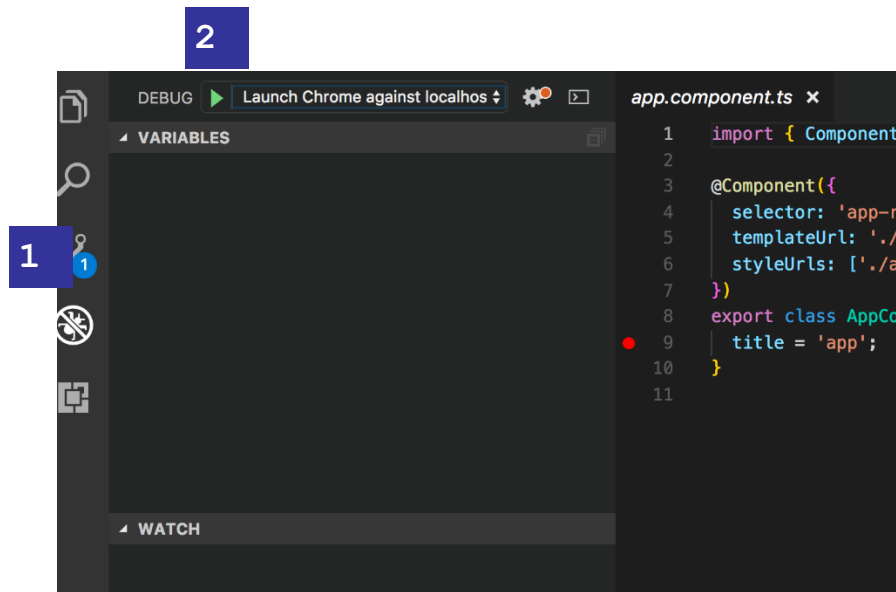 2
DEBUG Launch Chrome against localhos
app.component.ts ×
VARIABLES
1 import { Component
2
3 @Component({
4 selector: 'app-r
1
1
5 templateUrl: './
6 styleUrls: ['./a
7 })
8 export class AppCo
9 title = 'app';
10 }
11
WATCH